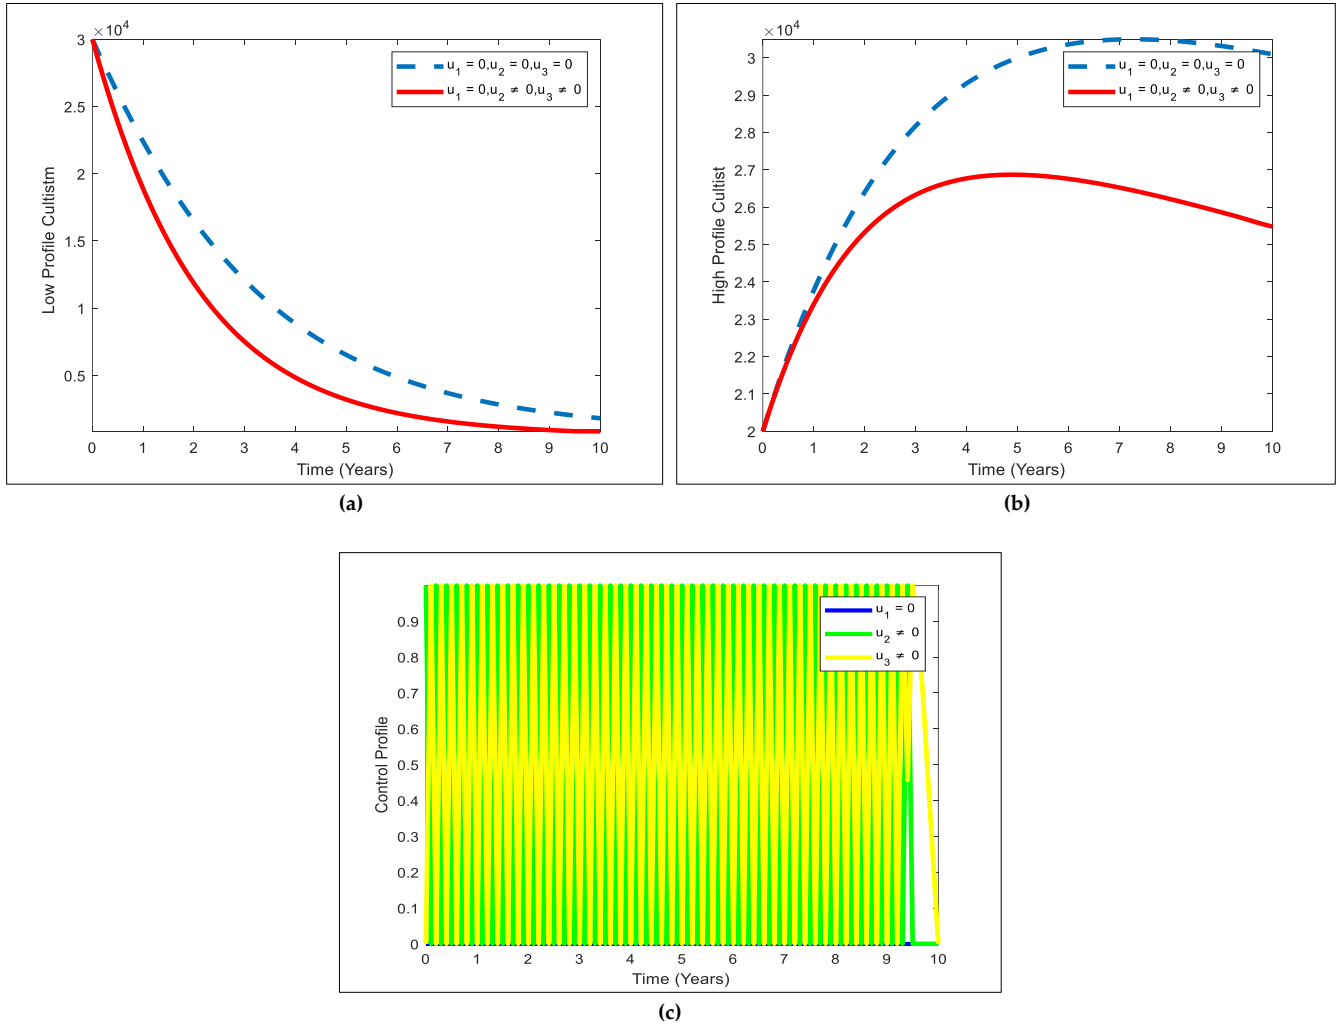 ×10⁴
3
2.5
2
1.5
1
0.5
0 1 2 3 4 5 6 7 8 9 10
Time (Years)
Low Profile Cultistm
u₁ = 0,u₂ = 0,u₃ = 0
u₁ = 0,u₂ ≠ 0,u₃ ≠ 0
(a)
×10⁴
3
2.9
2.8
2.7
2.6
2.5
2.4
2.3
2.2
2.1
2
0 1 2 3 4 5 6 7 8 9 10
Time (Years)
High Profile Cultist
u₁ = 0,u₂ = 0,u₃ = 0
u₁ = 0,u₂ ≠ 0,u₃ ≠ 0
(b)
0.9
0.8
0.7
0.6
0.5
0.4
0.3
0.2
0.1
0
0 1 2 3 4 5 6 7 8 9 10
Time (Years)
Control Profile
u₁ = 0
u₂ ≠ 0
u₃ ≠ 0
(c)